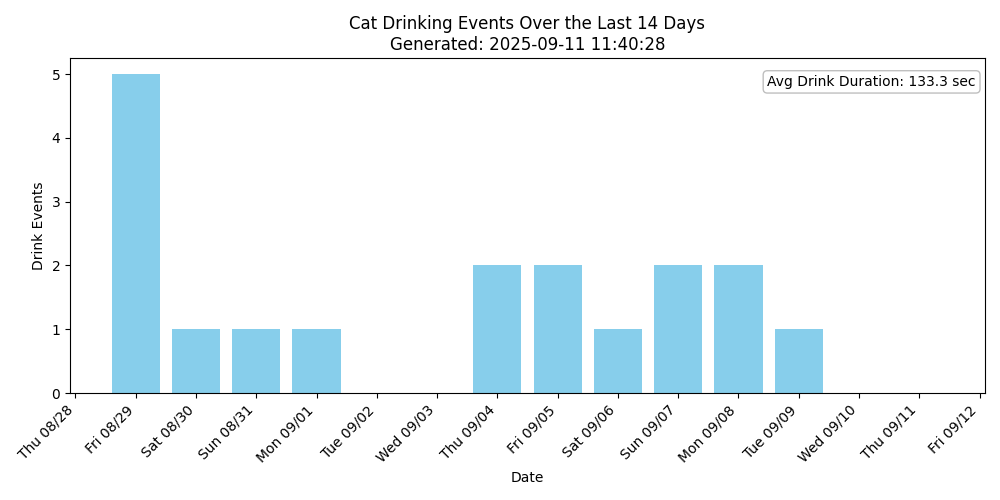 Cat Drinking Events Over the Last 14 Days
Generated: 2025-09-11 11:40:28
Avg Drink Duration: 133.3 sec
Drink Events
5
4
3
2
1
0
Thu 08/28
Fri 08/29
Sat 08/30
Sun 08/31
Mon 09/01
Tue 09/02
Wed 09/03
Thu 09/04
Fri 09/05
Sat 09/06
Sun 09/07
Mon 09/08
Tue 09/09
Wed 09/10
Thu 09/11
Fri 09/12
Date